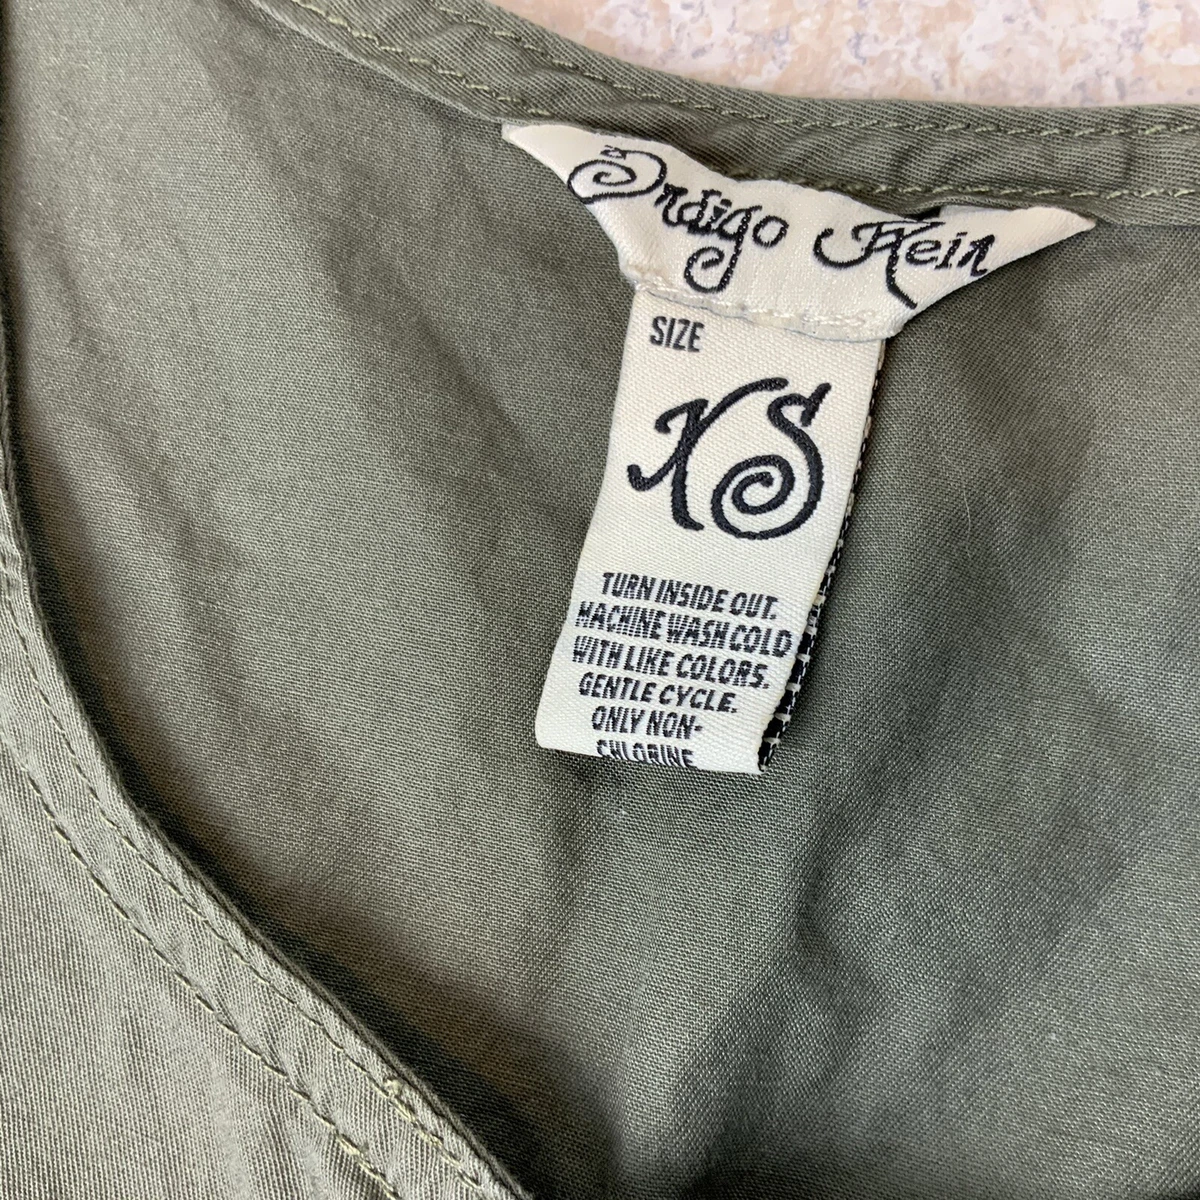 Indigo Rein
SIZE
XS
TURN INSIDE OUT.
MACHINE WASH COLD
WITH LIKE COLORS.
GENTLE CYCLE.
ONLY NON-
CHLORINE